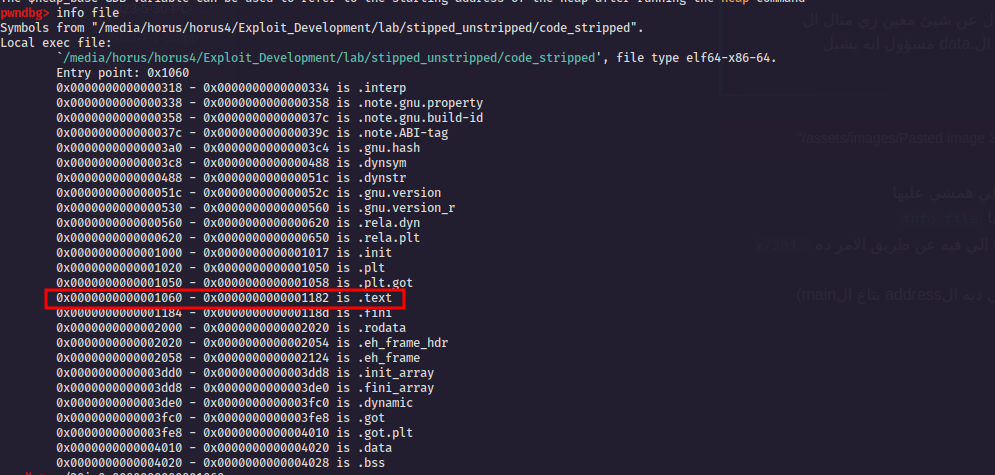 pwndbg> info file
Symbols from "/media/horus/horus4/Exploit_Development/lab/stipped_unstripped/code_stripped".
Local exec file:
`/media/horus/horus4/Exploit_Development/lab/stipped_unstripped/code_stripped', file type elf64-x86-64.
Entry point: 0x1060
0x0000000000000318 - 0x0000000000000334 is .interp
0x0000000000000338 - 0x0000000000000358 is .note.gnu.property
0x0000000000000358 - 0x000000000000037c is .note.gnu.build-id
0x000000000000037c - 0x000000000000039c is .note.ABI-tag
0x00000000000003a0 - 0x00000000000003c4 is .gnu.hash
0x00000000000003c8 - 0x0000000000000488 is .dynsym
0x0000000000000488 - 0x000000000000051c is .dynstr
0x000000000000051c - 0x000000000000052c is .gnu.version
0x0000000000000530 - 0x0000000000000560 is .gnu.version_r
0x0000000000000560 - 0x0000000000000620 is .rela.dyn
0x0000000000000620 - 0x0000000000000650 is .rela.plt
0x0000000000001000 - 0x0000000000001017 is .init
0x0000000000001020 - 0x0000000000001050 is .plt
0x0000000000001050 - 0x0000000000001058 is .plt.got
0x0000000000001060 - 0x0000000000001182 is .text
0x0000000000001184 - 0x000000000000118d is .fini
0x0000000000002000 - 0x0000000000002020 is .rodata
0x0000000000002020 - 0x0000000000002054 is .eh_frame_hdr
0x0000000000002058 - 0x0000000000002124 is .eh_frame
0x0000000000003dd0 - 0x0000000000003dd8 is .init_array
0x0000000000003dd8 - 0x0000000000003de0 is .fini_array
0x0000000000003de0 - 0x0000000000003fc0 is .dynamic
0x0000000000003fc0 - 0x0000000000003fe8 is .got
0x0000000000003fe8 - 0x0000000000004010 is .got.plt
0x0000000000004010 - 0x0000000000004020 is .data
0x0000000000004020 - 0x0000000000004028 is .bss